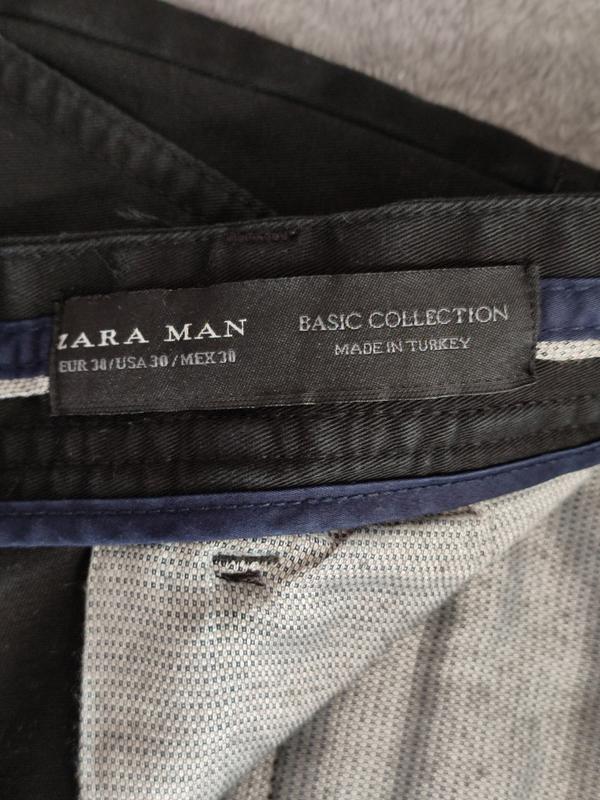 ZARA MAN
EUR 38/USA 30/MEX 30
BASIC COLLECTION
MADE IN TURKEY